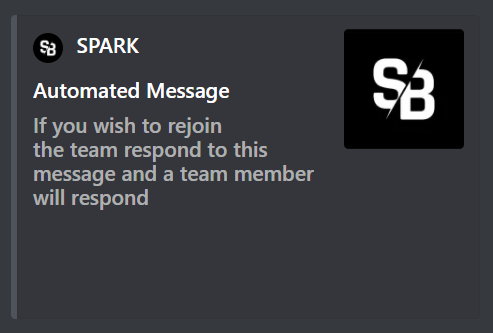 SB SPARK
SB
Automated Message
If you wish to rejoin
the team respond to this
message and a team member
will respond